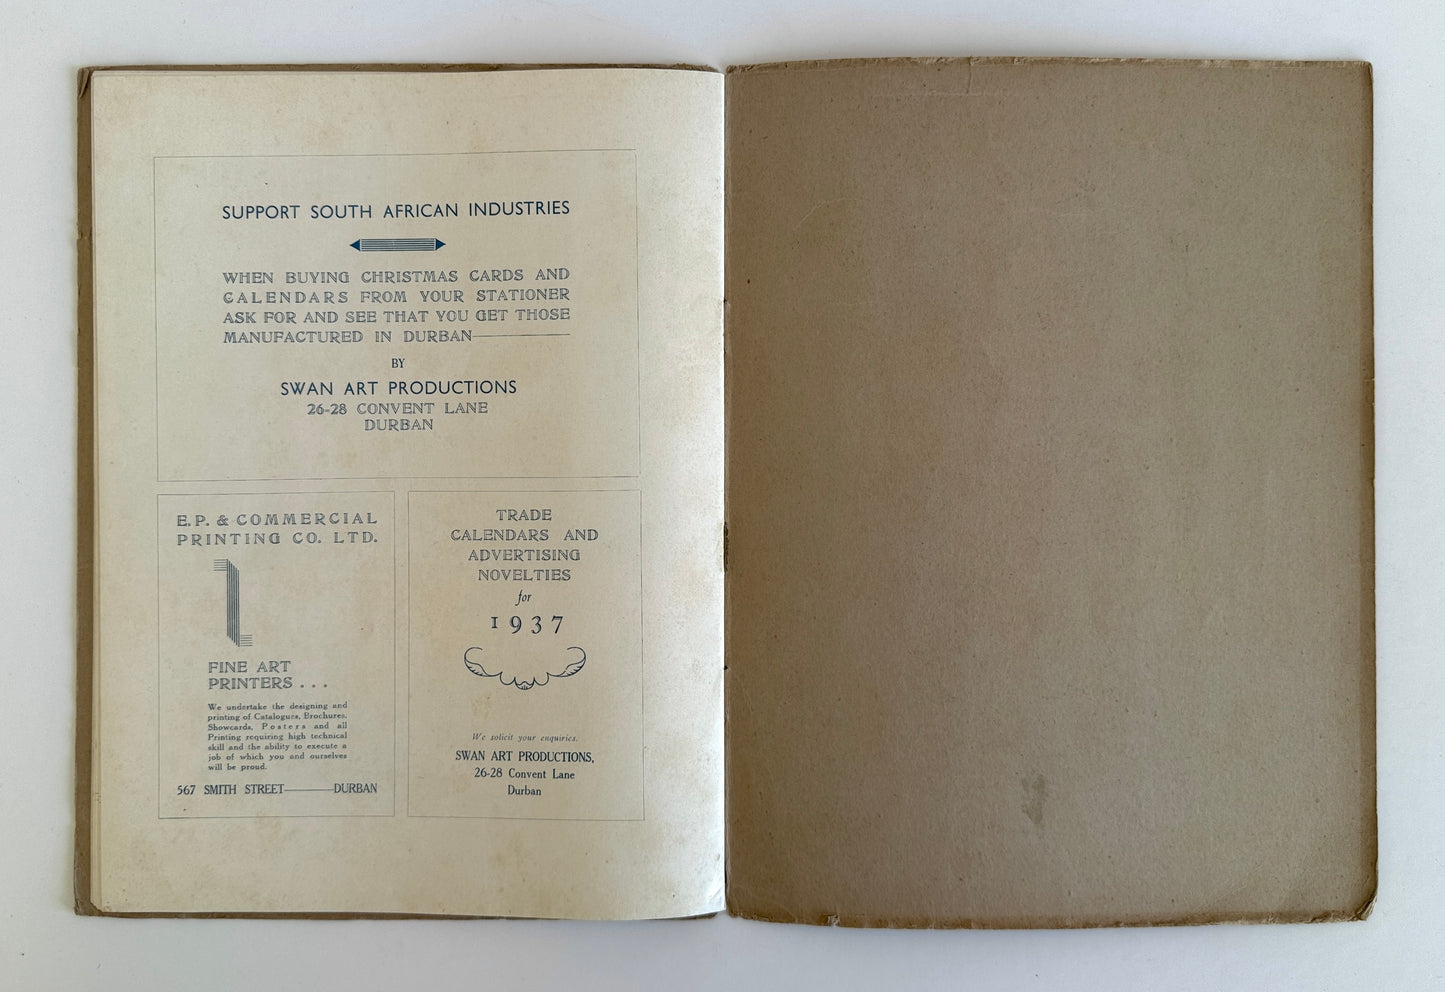 SUPPORT SOUTH AFRICAN INDUSTRIES
WHEN BUYING CHRISTMAS CARDS AND
CALENDARS FROM YOUR STATIONER
ASK FOR AND SEE THAT YOU GET THOSE
MANUFACTURED IN DURBAN———
BY
SWAN ART PRODUCTIONS
26-28 CONVENT LANE
DURBAN
E.P. & COMMERCIAL
PRINTING CO. LTD.
FINE ART
PRINTERS . . .
We undertake the designing and
printing of Catalogues, Brochures,
Showcards, Posters and all
Printing requiring high technical
skill and the ability to execute a
job of which you and ourselves
will be proud.
567 SMITH STREET———DURBAN
TRADE
CALENDARS AND
ADVERTISING
NOVELTIES
for
1937
We solicit your enquiries.
SWAN ART PRODUCTIONS,
26-28 Convent Lane
Durban